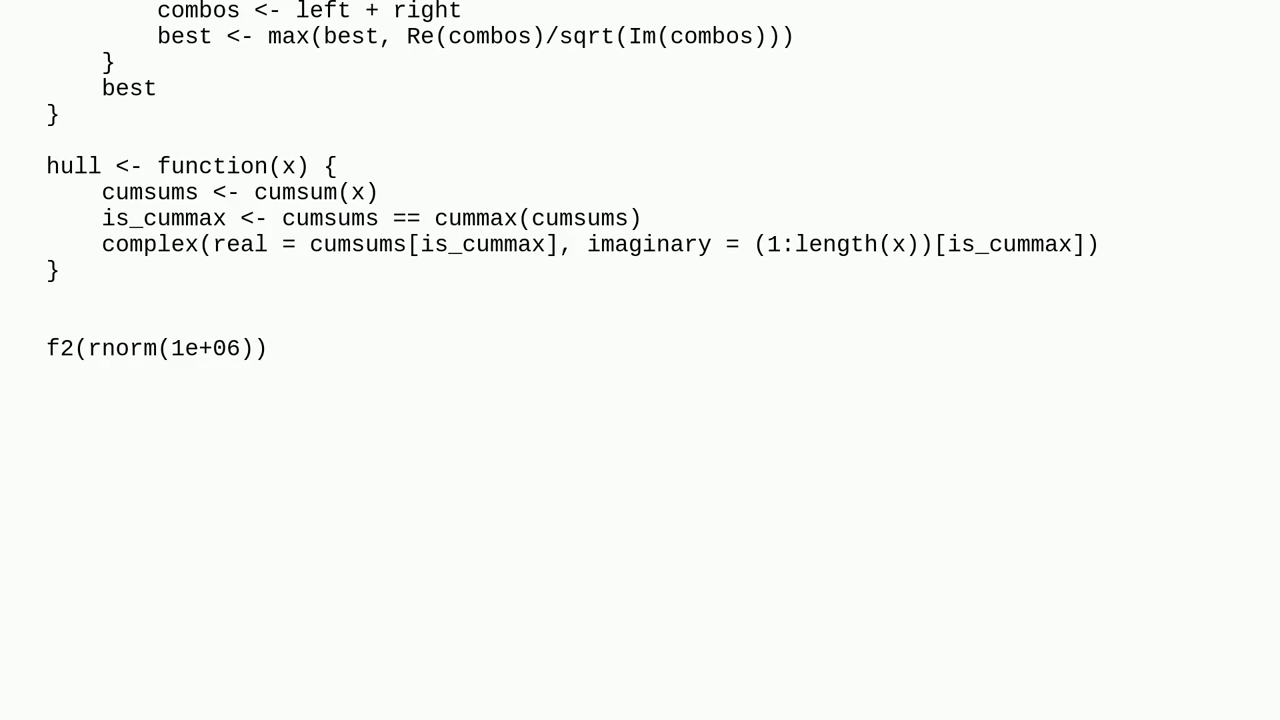 combos <- left + right
best <- max(best, Re(combos)/sqrt(Im(combos)))
}
best
}
hull <- function(x) {
cumsums <- cumsum(x)
is_cummax <- cumsums == cummax(cumsums)
complex(real = cumsums[is_cummax], imaginary = (1:length(x))[is_cummax])
}
f2(rnorm(1e+06))